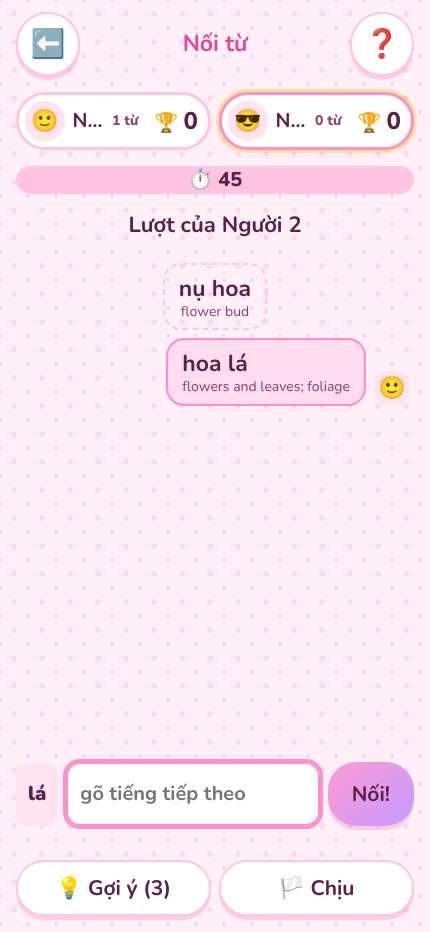 Nối từ
N... 1 từ 🏆 0
N... 0 từ 🏆 0
⏱️ 45
Lượt của Người 2
nụ hoa
flower bud
hoa lá
flowers and leaves; foliage
lá gõ tiếng tiếp theo Nối!
💡 Gợi ý (3) 🏳️ Chịu